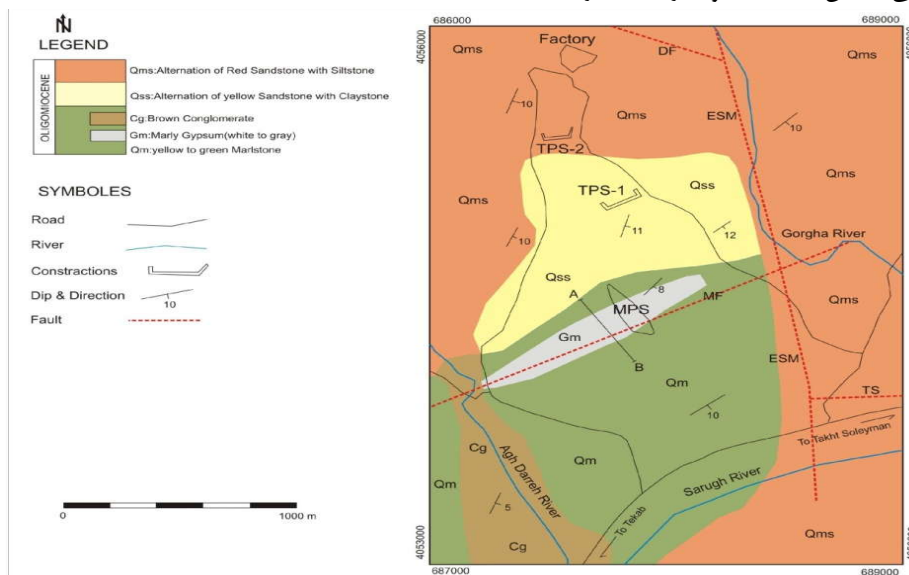 N
LEGEND
OLIGOMIOCENE
Qms:Alternation of Red Sandstone with Siltstone
Qss:Alternation of yellow Sandstone with Claystone
Cg:Brown Conglomerate
Gm:Marly Gypsum(white to gray)
Qm:yellow to green Marlstone
SYMBOLES
Road
River
Constractions
Dip & Direction
10
Fault
0
1000 m
686000
689000
4056000
Qms
Factory
DF
Qms
10
Qms
ESM
10
TPS-2
TPS-1
Qss
Qms
10
11
12
Gorgha River
Qss
A
8
MF
Qms
MPS
Gm
B
ESM
Qm
TS
10
To Takht Soleyman
Cg
Agh Darreh River
Qm
Sarugh River
Qm
5
To Tekab
Cg
Qms
4053000
687000
689000